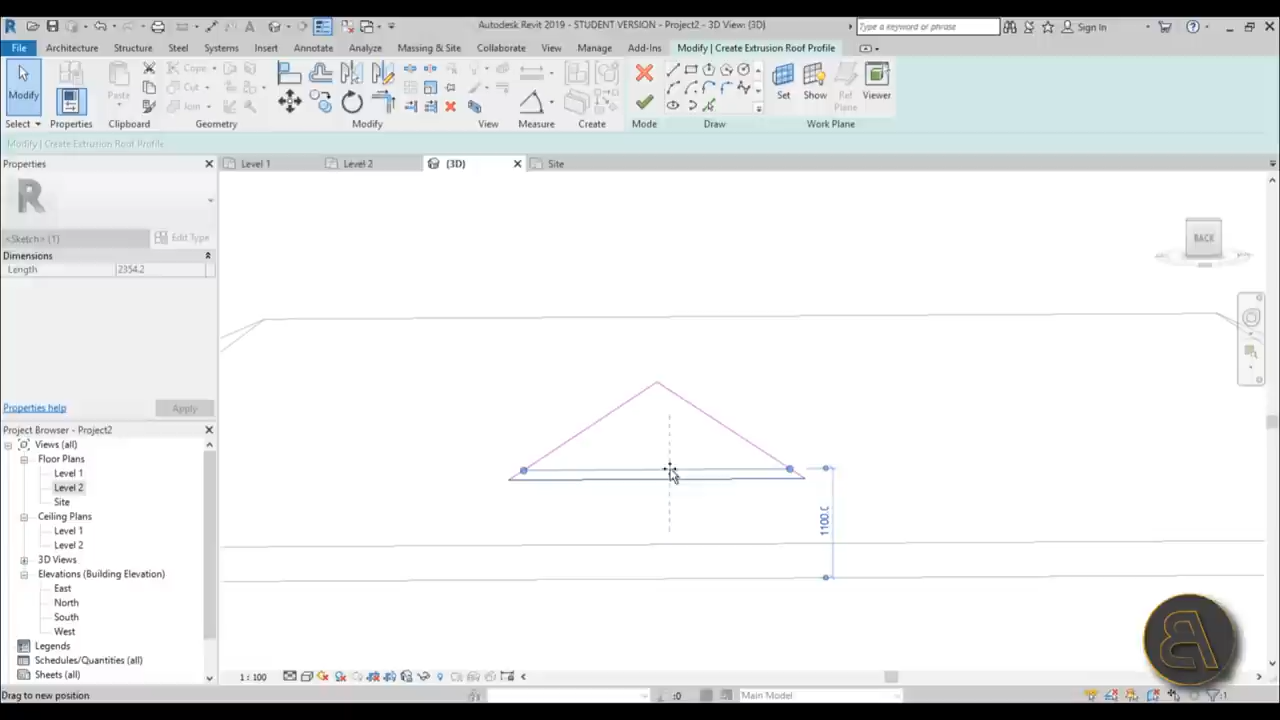 Autodesk Revit 2019 - STUDENT VERSION - Project2 - 3D View: {3D}
Type a keyword or phrase
Sign In
File Architecture Structure Steel Systems Insert Annotate Analyze Massing & Site Collaborate View Manage Add-Ins Modify | Create Extrusion Roof Profile
Modify
Paste
Cope
Cut
Join
Set Show Ref Plane Viewer
Select Properties Clipboard Geometry Modify View Measure Create Mode Draw Work Plane
Modify | Create Extrusion Roof Profile
Properties
Level 1 Level 2 {3D} Site
R
<Sketch> (1) Edit Type
Dimensions
Length 2354.2
BACK
1100.0
Properties help Apply
Project Browser - Project2
Views (all)
Floor Plans
Level 1
Level 2
Site
Ceiling Plans
Level 1
Level 2
3D Views
Elevations (Building Elevation)
East
North
South
West
Legends
Schedules/Quantities (all)
Sheets (all)
1 : 100
Drag to new position
:0
Main Model
:1